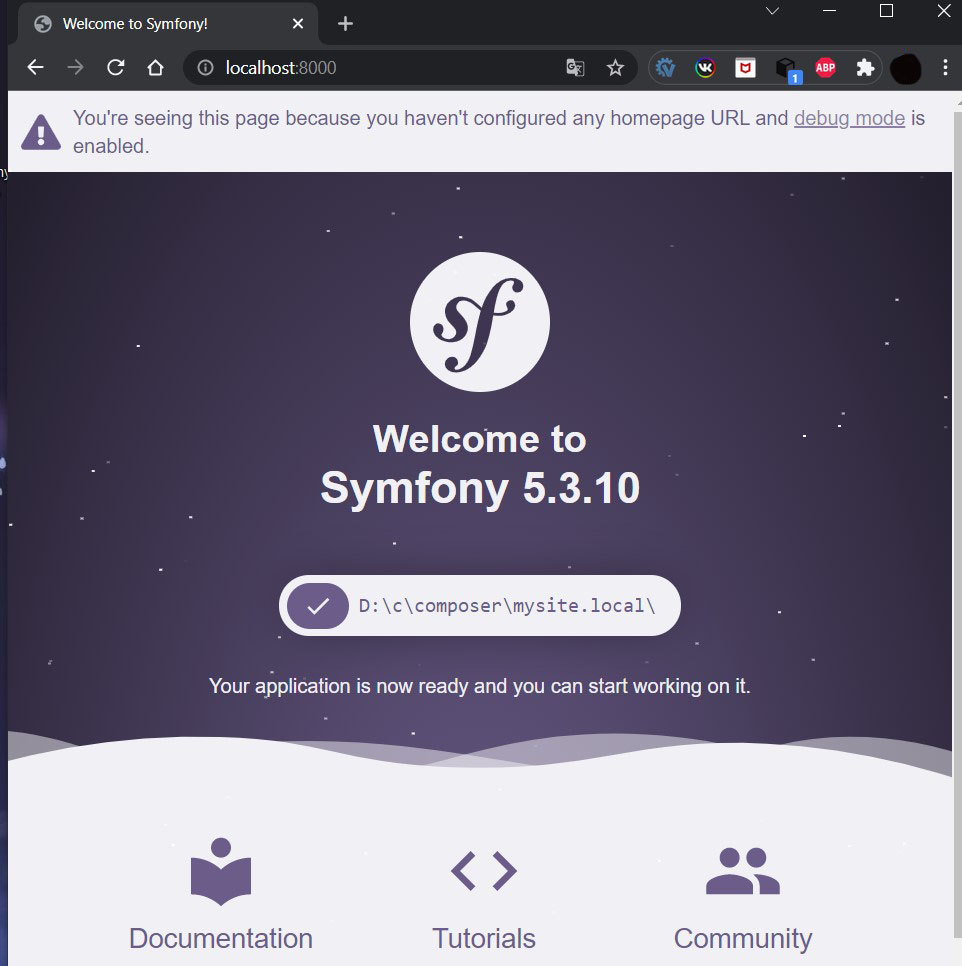 Welcome to Symfony!
localhost:8000
1
ABP
You're seeing this page because you haven't configured any homepage URL and debug mode is
enabled.
sf
Welcome to
Symfony 5.3.10
D:\c\composer\mysite.local\
Your application is now ready and you can start working on it.
Documentation
Tutorials
Community